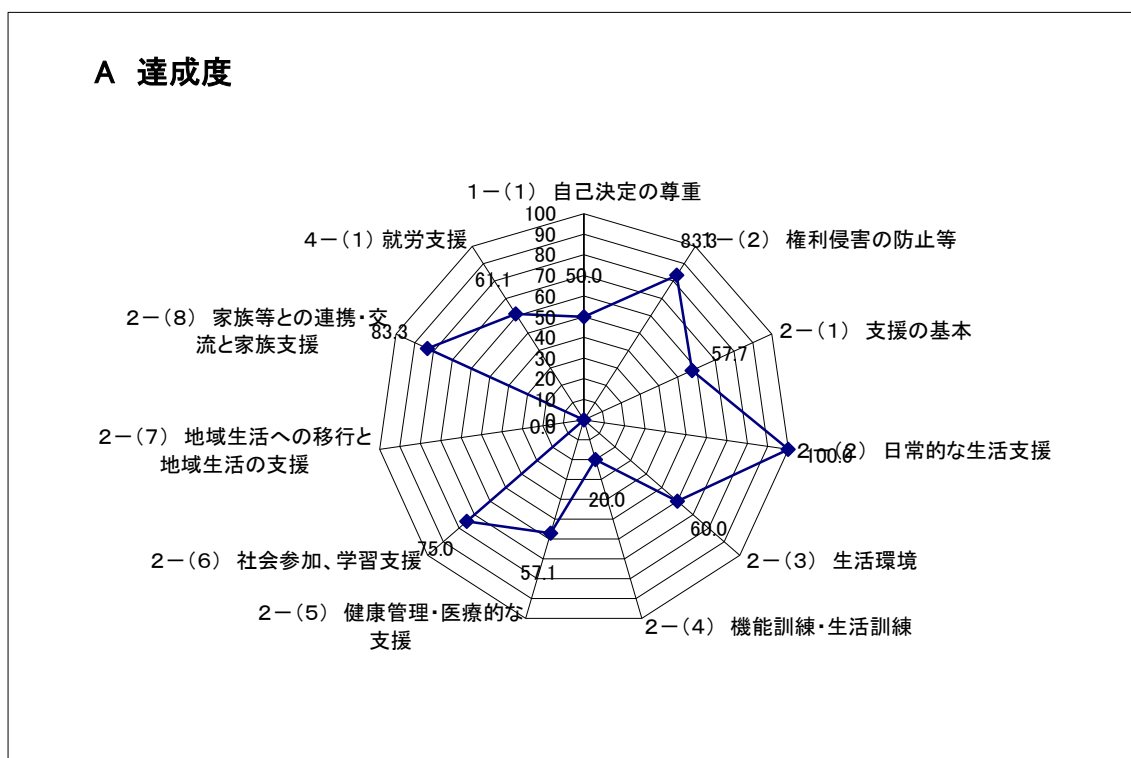 A 達成度
1－(1) 自己決定の尊重
1－(2) 権利侵害の防止等
2－(1) 支援の基本
2－(2) 日常的な生活支援
2－(3) 生活環境
2－(4) 機能訓練・生活訓練
2－(5) 健康管理・医療的な
支援
2－(6) 社会参加、学習支援
2－(7) 地域生活への移行と
地域生活の支援
2－(8) 家族等との連携・交
流と家族支援
4－(1) 就労支援
100
90
80
70
60
50
40
30
20
10
0
50.0
83.3
57.7
100.0
60.0
20.0
57.1
75.0
0.0
83.3
61.1